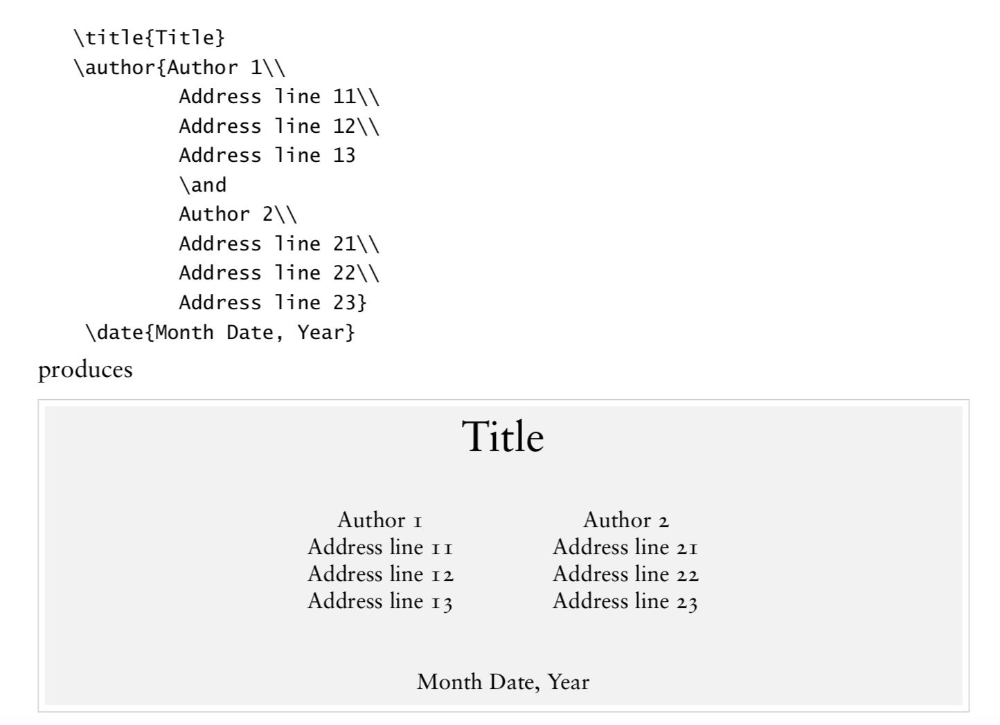 \title{Title}
\author{Author 1\\
Address line 11\\
Address line 12\\
Address line 13
\and
Author 2\\
Address line 21\\
Address line 22\\
Address line 23}
\date{Month Date, Year}
produces
Title
Author 1 Author 2
Address line 11 Address line 21
Address line 12 Address line 22
Address line 13 Address line 23
Month Date, Year